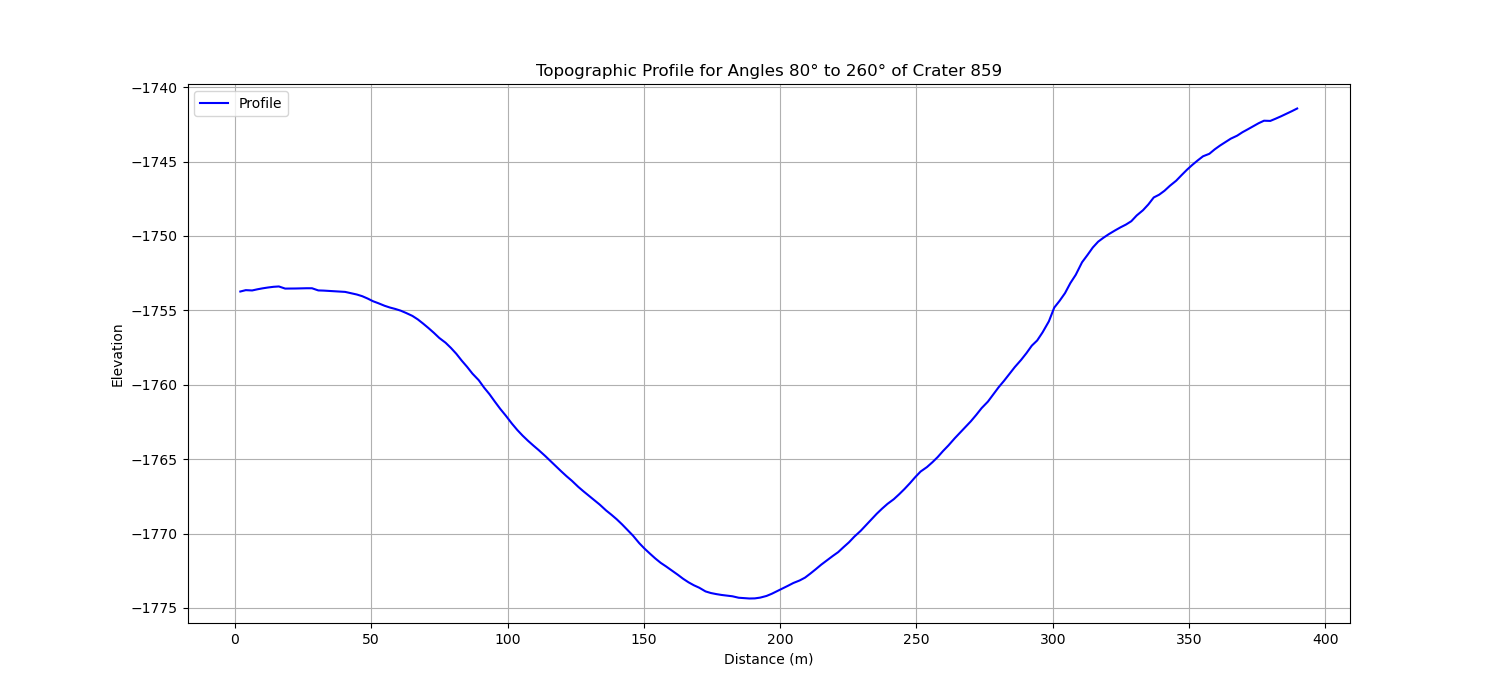 Topographic Profile for Angles 80° to 260° of Crater 859
Profile
−1740
−1745
−1750
−1755
−1760
−1765
−1770
−1775
Elevation
0 50 100 150 200 250 300 350 400
Distance (m)